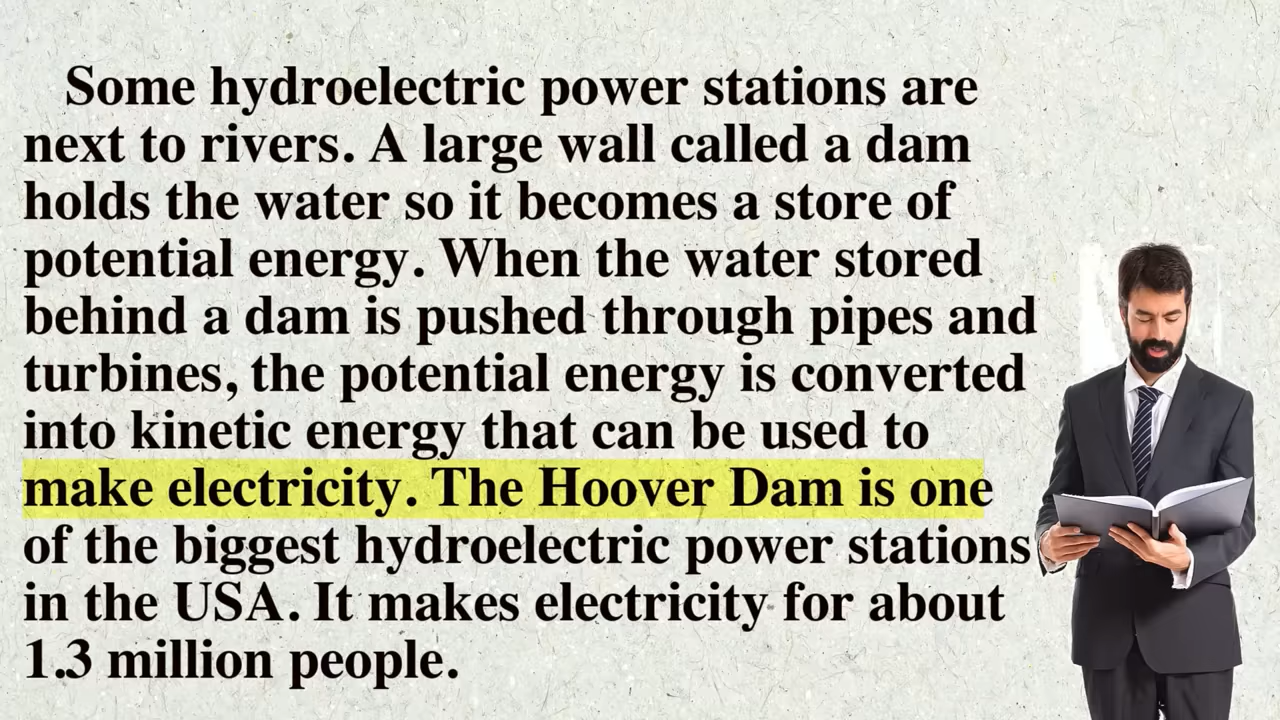 Some hydroelectric power stations are
next to rivers. A large wall called a dam
holds the water so it becomes a store of
potential energy. When the water stored
behind a dam is pushed through pipes and
turbines, the potential energy is converted
into kinetic energy that can be used to
make electricity. The Hoover Dam is one
of the biggest hydroelectric power stations
in the USA. It makes electricity for about
1.3 million people.